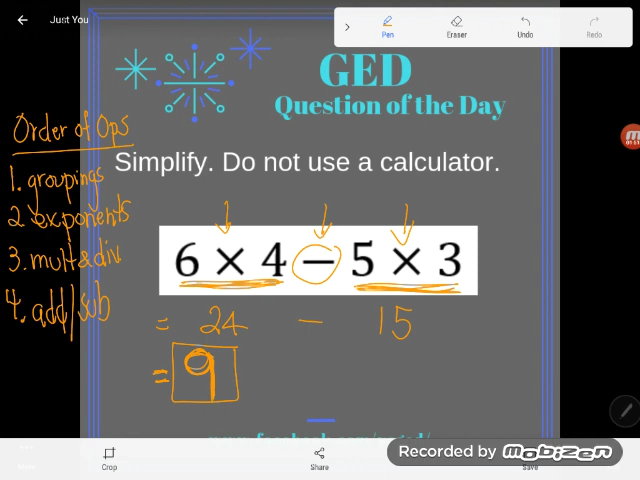 Just You
Pen
Eraser
Undo
Redo
GED
Question of the Day
Order of Ops
1. groupings
2 exponents
3. mult & div
4. add/sub
Simplify. Do not use a calculator.
6 × 4 − 5 × 3
= 24 − 15
= 9
Crop
Share
Save
Recorded by Mobizen